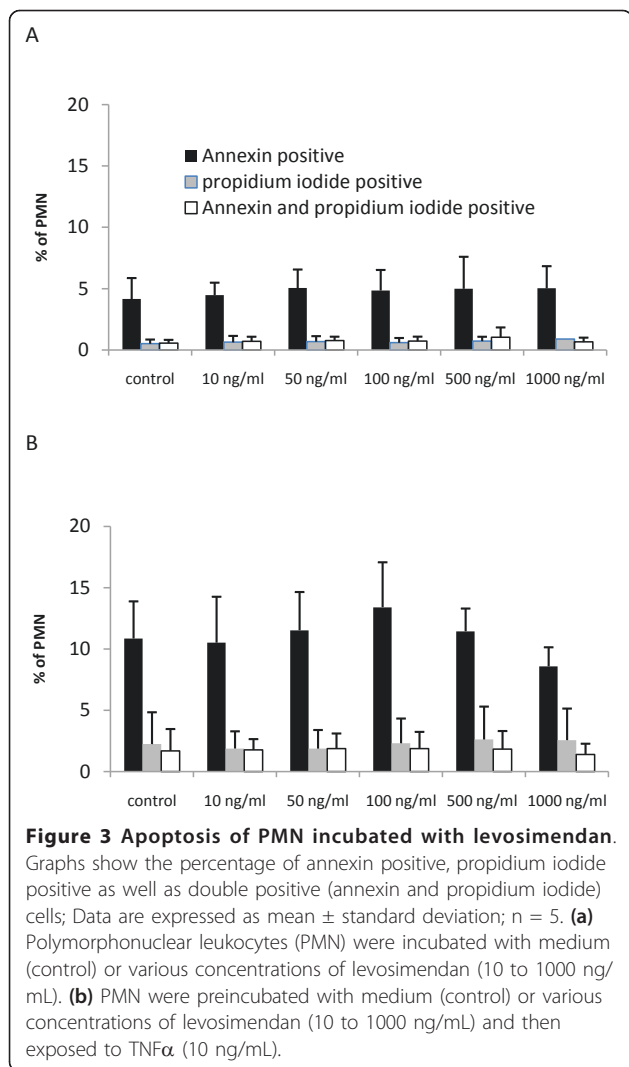 A
20
15
10
5
0
% of PMN
Annexin positive
propidium iodide positive
Annexin and propidium iodide positive
control 10 ng/ml 50 ng/ml 100 ng/ml 500 ng/ml 1000 ng/ml
B
20
15
10
5
0
% of PMN
control 10 ng/ml 50 ng/ml 100 ng/ml 500 ng/ml 1000 ng/ml
Figure 3 Apoptosis of PMN incubated with levosimendan.
Graphs show the percentage of annexin positive, propidium iodide
positive as well as double positive (annexin and propidium iodide)
cells; Data are expressed as mean ± standard deviation; n = 5. (a)
Polymorphonuclear leukocytes (PMN) were incubated with medium
(control) or various concentrations of levosimendan (10 to 1000 ng/
mL). (b) PMN were preincubated with medium (control) or various
concentrations of levosimendan (10 to 1000 ng/mL) and then
exposed to TNFα (10 ng/mL).